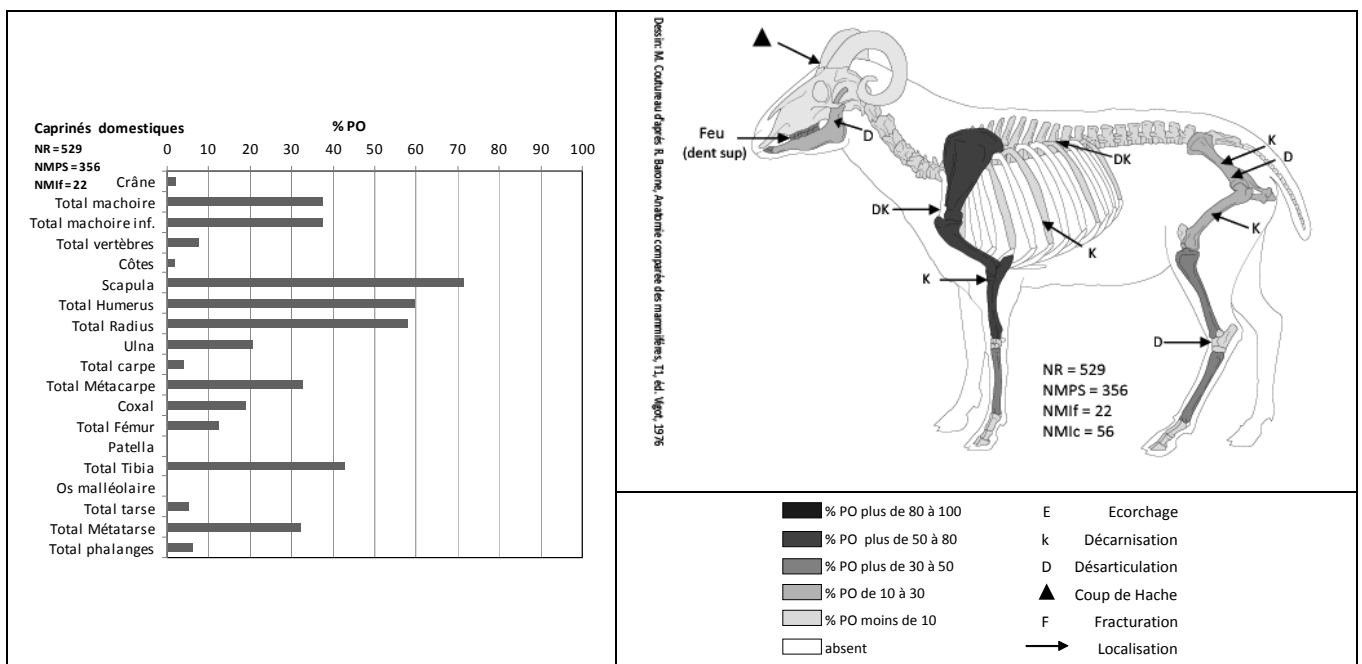 Caprinés domestiques
% PO
NR = 529
NMPS = 356
NMIf = 22
0 10 20 30 40 50 60 70 80 90 100
Crâne
Total machoire
Total machoire inf.
Total vertèbres
Côtes
Scapula
Total Humerus
Total Radius
Ulna
Total carpe
Total Métacarpe
Coxal
Total Fémur
Patella
Total Tibia
Os malléolaire
Total tarse
Total Métatarse
Total phalanges
Dessin: M. Coutureau d'après R. Barone, Anatomie comparée des mammifères, T1, éd. Vigot, 1976
Feu
(dent sup)
D
DK
K
D
DK
K
K
K
D
NR = 529
NMPS = 356
NMIf = 22
NMIc = 56
% PO plus de 80 à 100
% PO plus de 50 à 80
% PO plus de 30 à 50
% PO de 10 à 30
% PO moins de 10
absent
E Ecorchage
k Décarnisation
D Désarticulation
Coup de Hache
F Fracturation
Localisation